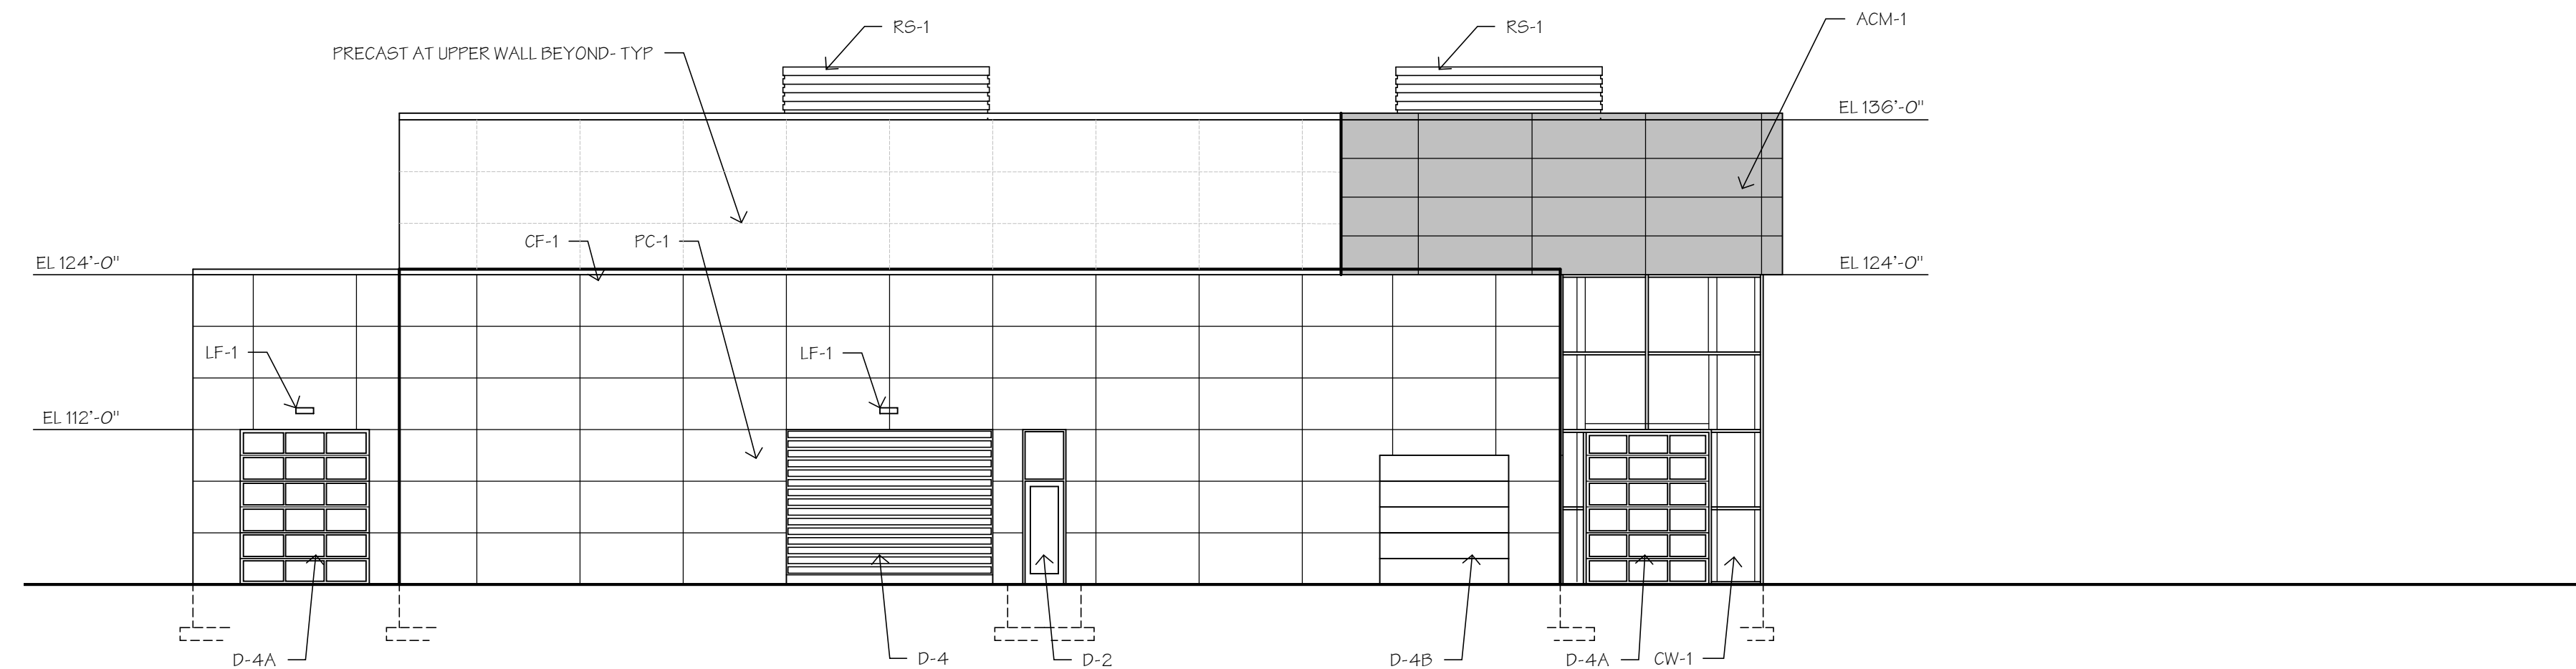 ACM-1
RS-1
RS-1
PRECAST AT UPPER WALL BEYOND- TYP
EL 136'-0"
CF-1
PC-1
EL 124'-0"
EL 124'-0"
LF-1
LF-1
EL 112'-0"
D-4A
D-4
D-2
D-4B
D-4A
CW-1